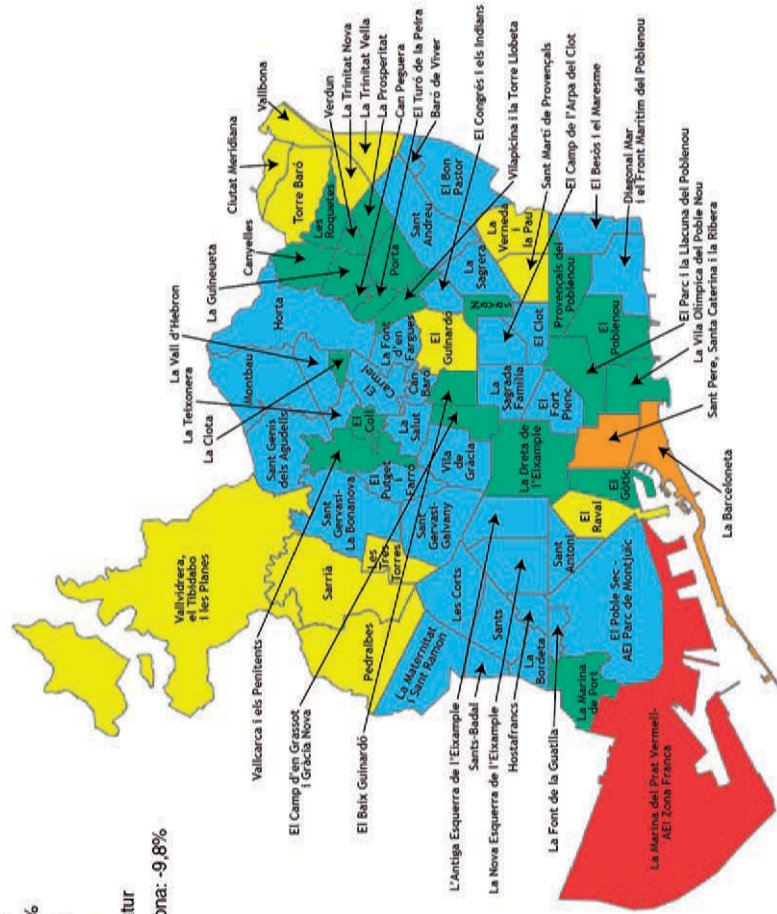 %
tur
ona: -9,8%
Vallvidrera,
el Tibidabo
i les Planes
Sarrià
Les
Tres
Torres
Pedralbes
La Maternitat
i Sant Ramon
Vallcarca i els Penitents
El Camp d'en Grassot
i Gràcia Nova
El Baix Guinardó
L'Antiga Esquerra de l'Eixample
Sants-Badal
La Nova Esquerra de l'Eixample
Hostafrancs
La Font de la Guatlla
La Marina del Prat Vermell-
AEI Zona Franca
La Marina
de Port
La
Bordeta
Sants
Les Corts
El Poble Sec -
AEI Parc de Montjuïc
Sant
Antoni
El
Raval
El
Gòtic
La Barceloneta
La Dreta de
l'Eixample
Vila
de
Gràcia
Sant
Gervasi-
Galvany
Sant
Gervasi-
La Bonanova
El
Putget
i
Farró
La
Salut
El
Coll
Sant Genís
dels Agudells
La Clota
La Teixonera
La Vall d'Hebron
Montbau
Horta
El
Carmel
Can
Baró
La Font
d'en
Fargues
El
Guinardó
La
Sagrada
Família
El
Fort
Pienc
El Clot
Navas
La
Sagrera
Sant
Andreu
Porta
La Guineueta
Canyelles
Les
Roquetes
Torre Baró
Ciutat Meridiana
Vallbona
Verdun
La Trinitat Nova
La Trinitat Vella
La Prosperitat
Can Peguera
El Turó de la Peira
Baró de Viver
El Bon
Pastor
El Congrés i els Indians
Vilapicina i la Torre Llobeta
La
Verneda
i
la Pau
Sant Martí de Provençals
El Camp de l'Arpa del Clot
El Besòs i el Maresme
Provençals del
Poblenou
Diagonal Mar
i el Front Marítim del Poblenou
El
Poblenou
El Parc i la Llacuna del Poblenou
La Vila Olímpica del Poble Nou
Sant Pere, Santa Caterina i la Ribera